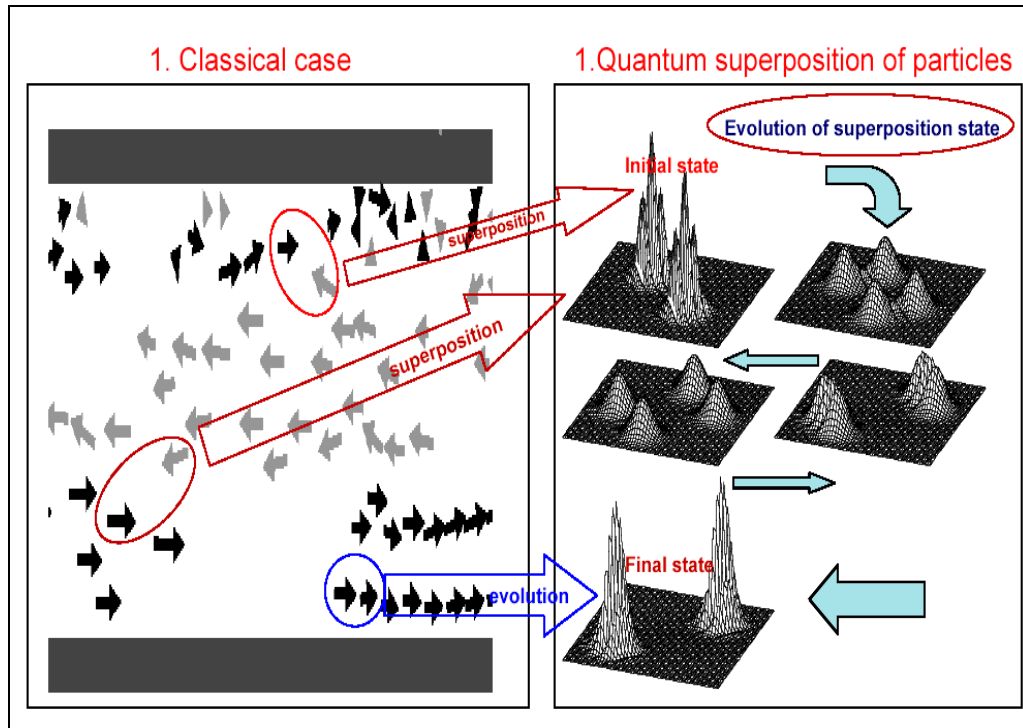 1. Classical case
1.Quantum superposition of particles
Evolution of superposition state
Initial state
superposition
superposition
Final state
evolution